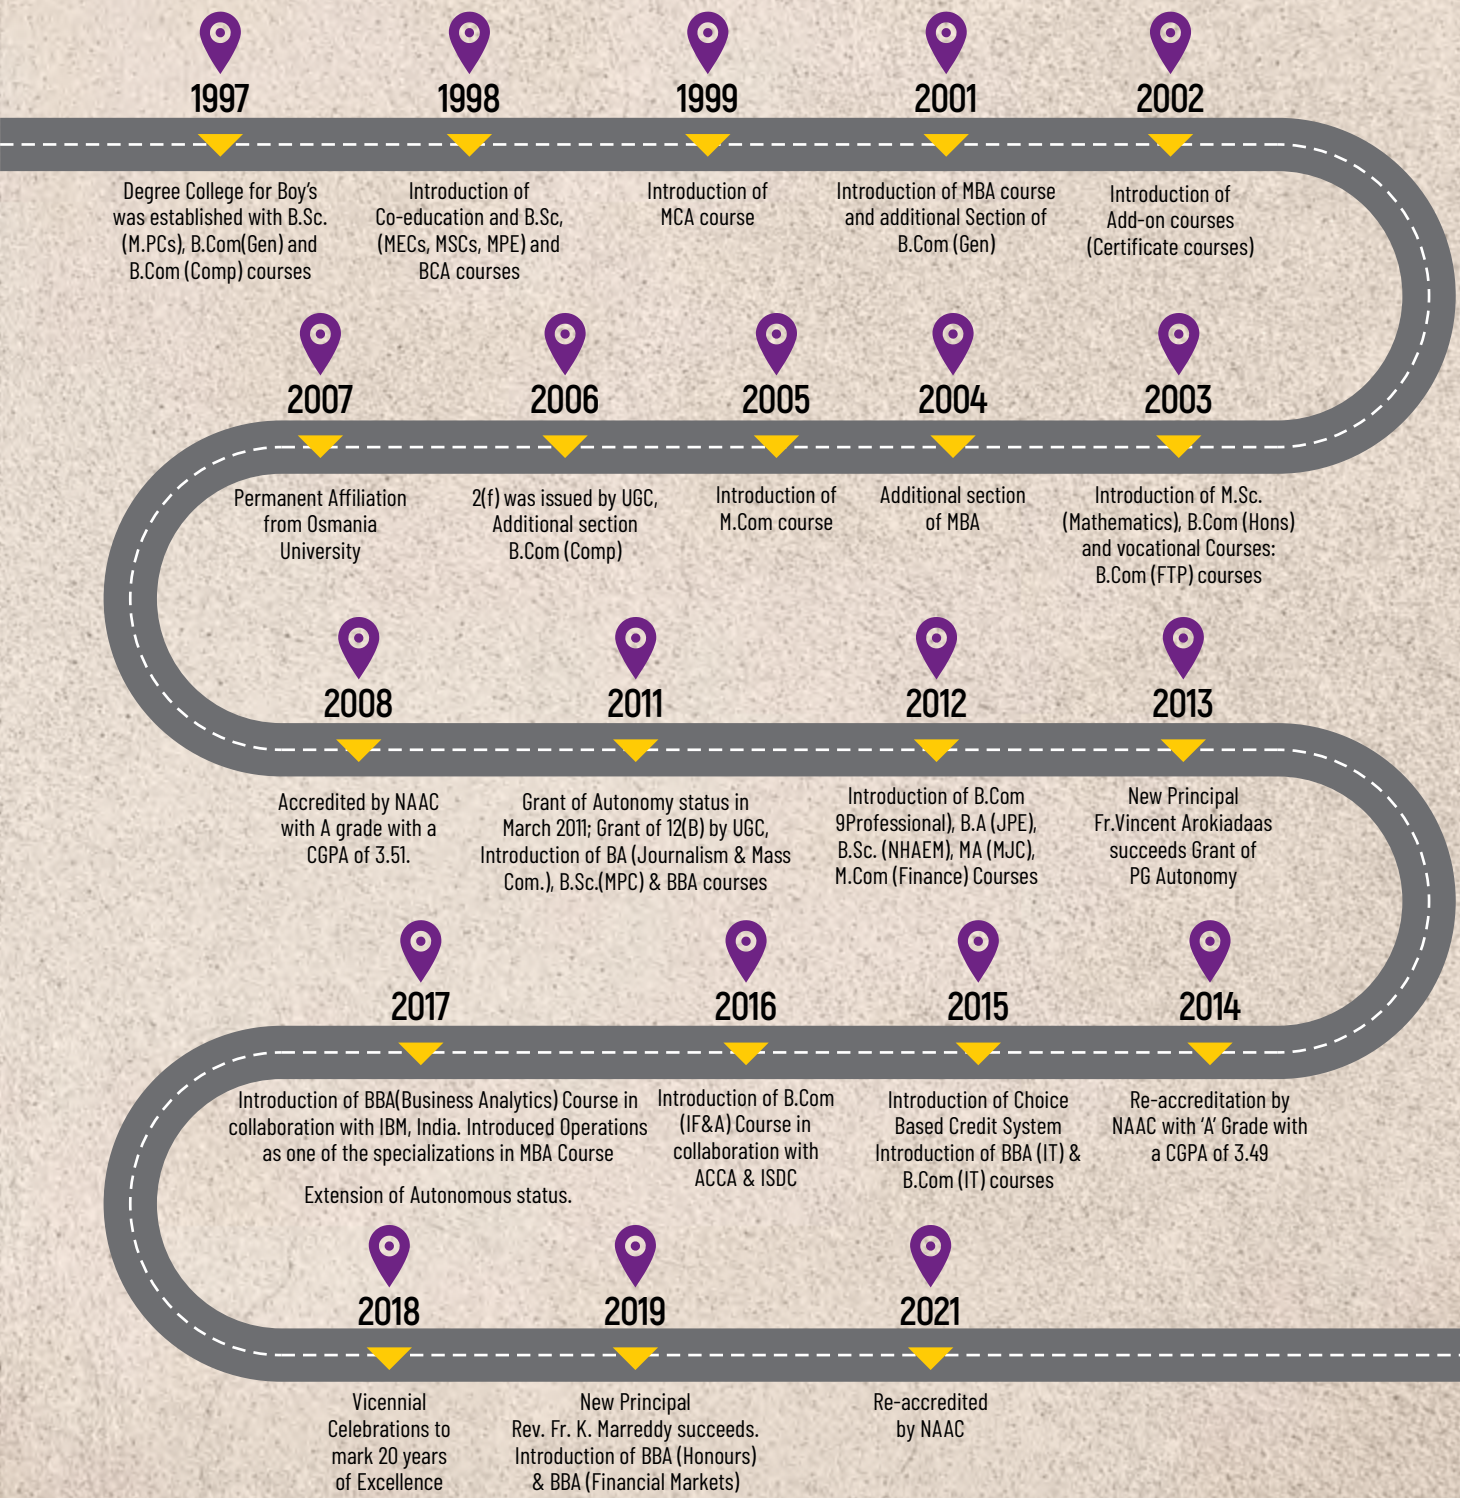 1997
Degree College for Boy's
was established with B.Sc.
(M.PCs), B.Com(Gen) and
B.Com (Comp) courses
1998
Introduction of
Co-education and B.Sc,
(MECs, MSCs, MPE) and
BCA courses
1999
Introduction of
MCA course
2001
Introduction of MBA course
and additional Section of
B.Com (Gen)
2002
Introduction of
Add-on courses
(Certificate courses)
2003
Introduction of M.Sc.
(Mathematics), B.Com (Hons)
and vocational Courses:
B.Com (FTP) courses
2004
Additional section
of MBA
2005
Introduction of
M.Com course
2006
2(f) was issued by UGC,
Additional section
B.Com (Comp)
2007
Permanent Affiliation
from Osmania
University
2008
Accredited by NAAC
with A grade with a
CGPA of 3.51.
2011
Grant of Autonomy status in
March 2011; Grant of 12(B) by UGC,
Introduction of BA (Journalism & Mass
Com.), B.Sc.(MPC) & BBA courses
2012
Introduction of B.Com
9Professional), B.A (JPE),
B.Sc. (NHAEM), MA (MJC),
M.Com (Finance) Courses
2013
New Principal
Fr.Vincent Arokiadaas
succeeds Grant of
PG Autonomy
2014
Re-accreditation by
NAAC with ‘A’ Grade with
a CGPA of 3.49
2015
Introduction of Choice
Based Credit System
Introduction of BBA (IT) &
B.Com (IT) courses
2016
Introduction of B.Com
(IF&A) Course in
collaboration with
ACCA & ISDC
2017
Introduction of BBA(Business Analytics) Course in
collaboration with IBM, India. Introduced Operations
as one of the specializations in MBA Course
Extension of Autonomous status.
2018
Vicennial
Celebrations to
mark 20 years
of Excellence
2019
New Principal
Rev. Fr. K. Marreddy succeeds.
Introduction of BBA (Honours)
& BBA (Financial Markets)
2021
Re-accredited
by NAAC